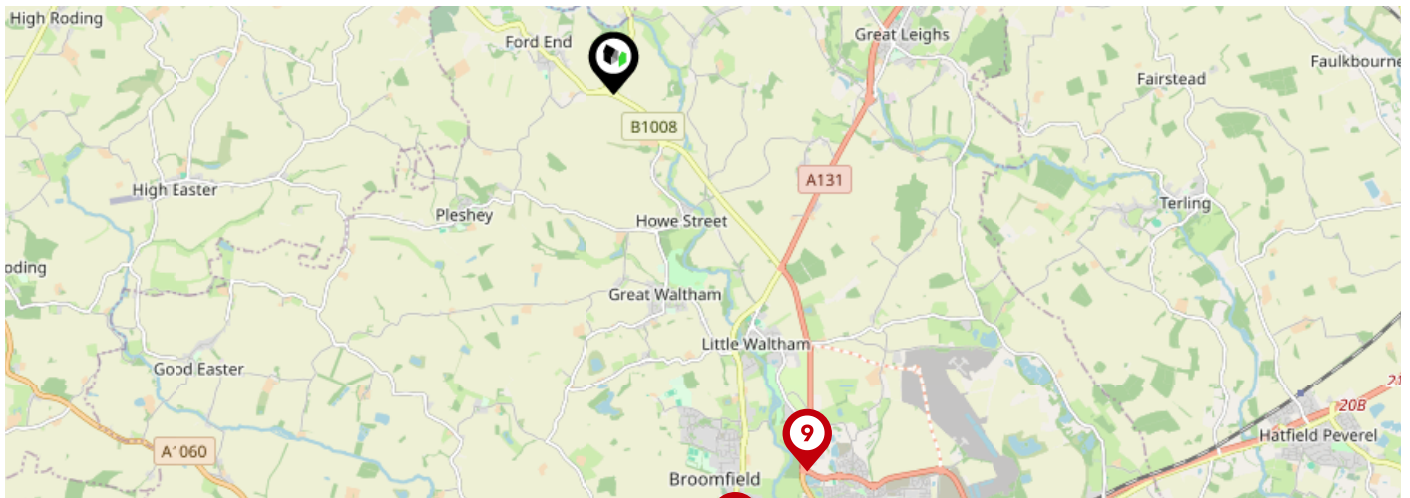 High Roding
Ford End
Great Leighs
Fairstead
Faulkbourne
B1008
A131
High Easter
Pleshey
Howe Street
Terling
oding
Great Waltham
Little Waltham
Good Easter
21
20B
9
Hatfield Peverel
A1060
Broomfield